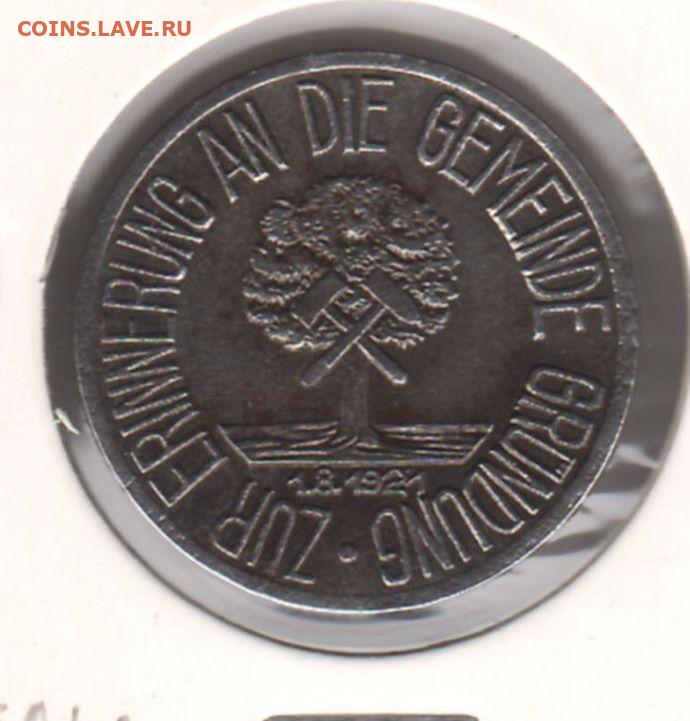 COINS.LAVE.RU
ZUR ERINNERUNG AN DIE GEMEINDE GRÜNDUNG •
1.8.1921